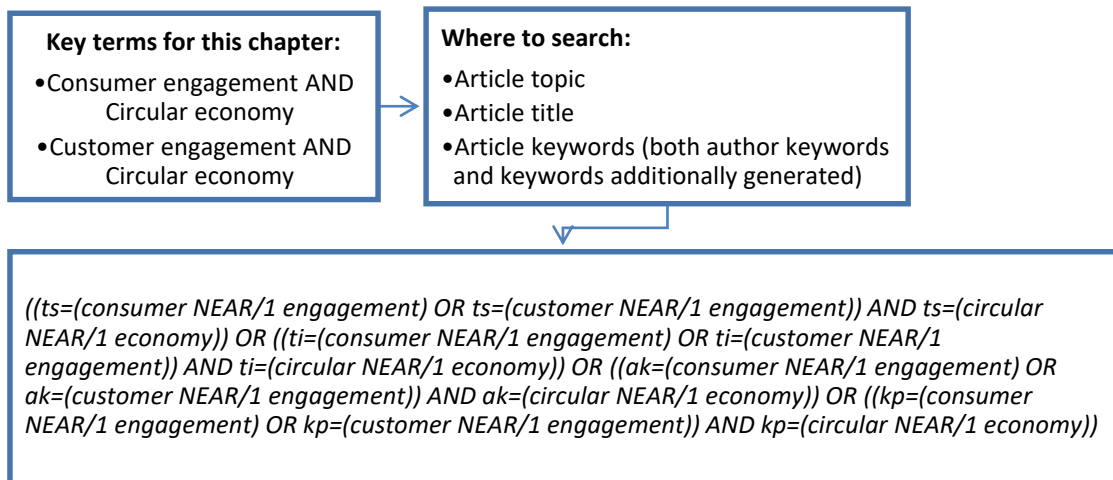 Key terms for this chapter:
•Consumer engagement AND
Circular economy
•Customer engagement AND
Circular economy
Where to search:
•Article topic
•Article title
•Article keywords (both author keywords
and keywords additionally generated)
((ts=(consumer NEAR/1 engagement) OR ts=(customer NEAR/1 engagement)) AND ts=(circular
NEAR/1 economy)) OR ((ti=(consumer NEAR/1 engagement) OR ti=(customer NEAR/1
engagement)) AND ti=(circular NEAR/1 economy)) OR ((ak=(consumer NEAR/1 engagement) OR
ak=(customer NEAR/1 engagement)) AND ak=(circular NEAR/1 economy)) OR ((kp=(consumer
NEAR/1 engagement) OR kp=(customer NEAR/1 engagement)) AND kp=(circular NEAR/1 economy))